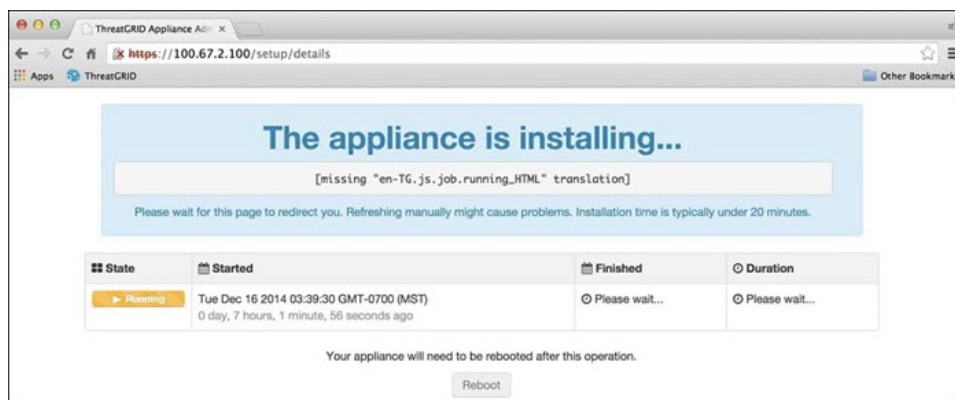 ThreatGRID Appliance Adm
https://100.67.2.100/setup/details
Apps ThreatGRID Other Bookmark
The appliance is installing...
[missing "en-TG.js.job.running_HTML" translation]
Please wait for this page to redirect you. Refreshing manually might cause problems. Installation time is typically under 20 minutes.
State Started Finished Duration
Running Tue Dec 16 2014 03:39:30 GMT-0700 (MST) Please wait... Please wait...
0 day, 7 hours, 1 minute, 56 seconds ago
Your appliance will need to be rebooted after this operation.
Reboot